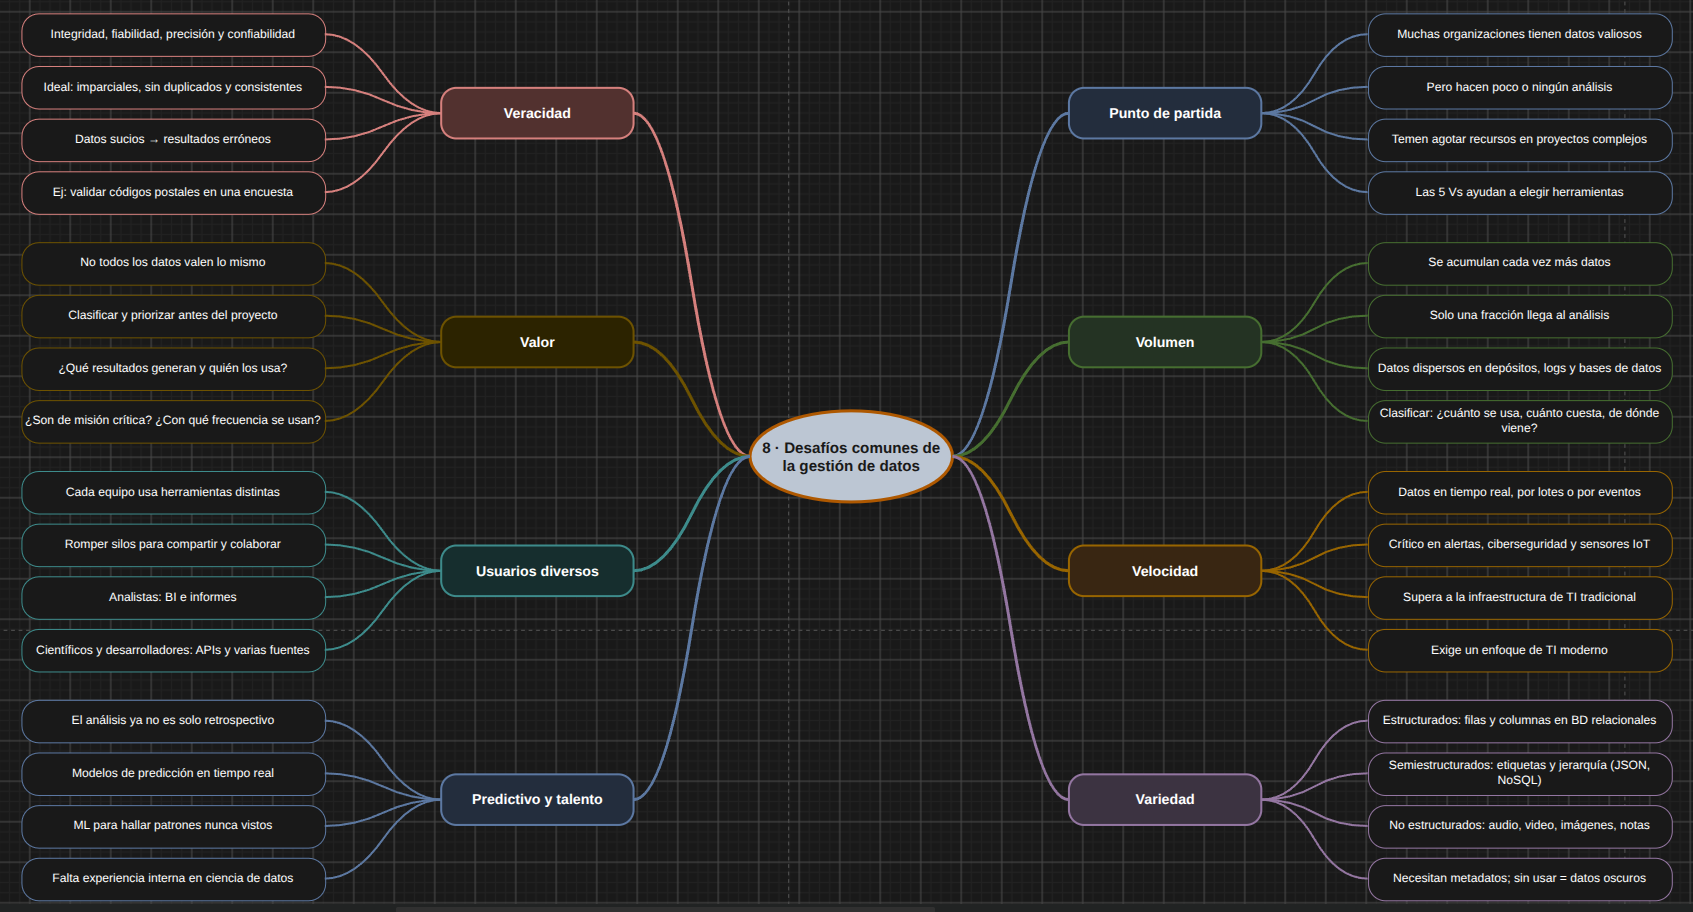 8 · Desafíos comunes de
la gestión de datos
Punto de partida
Muchas organizaciones tienen datos valiosos
Pero hacen poco o ningún análisis
Temen agotar recursos en proyectos complejos
Las 5 Vs ayudan a elegir herramientas
Volumen
Se acumulan cada vez más datos
Solo una fracción llega al análisis
Datos dispersos en depósitos, logs y bases de datos
Clasificar: ¿cuánto se usa, cuánto cuesta, de dónde
viene?
Velocidad
Datos en tiempo real, por lotes o por eventos
Crítico en alertas, ciberseguridad y sensores IoT
Supera a la infraestructura de TI tradicional
Exige un enfoque de TI moderno
Variedad
Estructurados: filas y columnas en BD relacionales
Semiestructurados: etiquetas y jerarquía (JSON,
NoSQL)
No estructurados: audio, video, imágenes, notas
Necesitan metadatos; sin usar = datos oscuros
Veracidad
Integridad, fiabilidad, precisión y confiabilidad
Ideal: imparciales, sin duplicados y consistentes
Datos sucios → resultados erróneos
Ej: validar códigos postales en una encuesta
Valor
No todos los datos valen lo mismo
Clasificar y priorizar antes del proyecto
¿Qué resultados generan y quién los usa?
¿Son de misión crítica? ¿Con qué frecuencia se usan?
Usuarios diversos
Cada equipo usa herramientas distintas
Romper silos para compartir y colaborar
Analistas: BI e informes
Científicos y desarrolladores: APIs y varias fuentes
Predictivo y talento
El análisis ya no es solo retrospectivo
Modelos de predicción en tiempo real
ML para hallar patrones nunca vistos
Falta experiencia interna en ciencia de datos